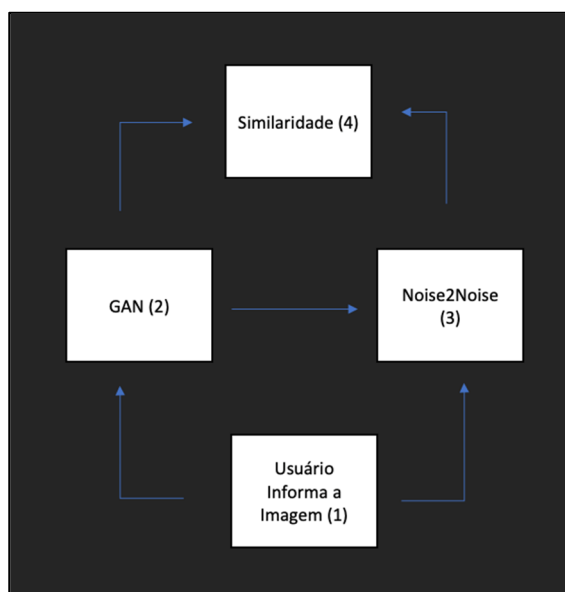 Similaridade (4)
GAN (2)
Noise2Noise
(3)
Usuário
Informa a
Imagem (1)